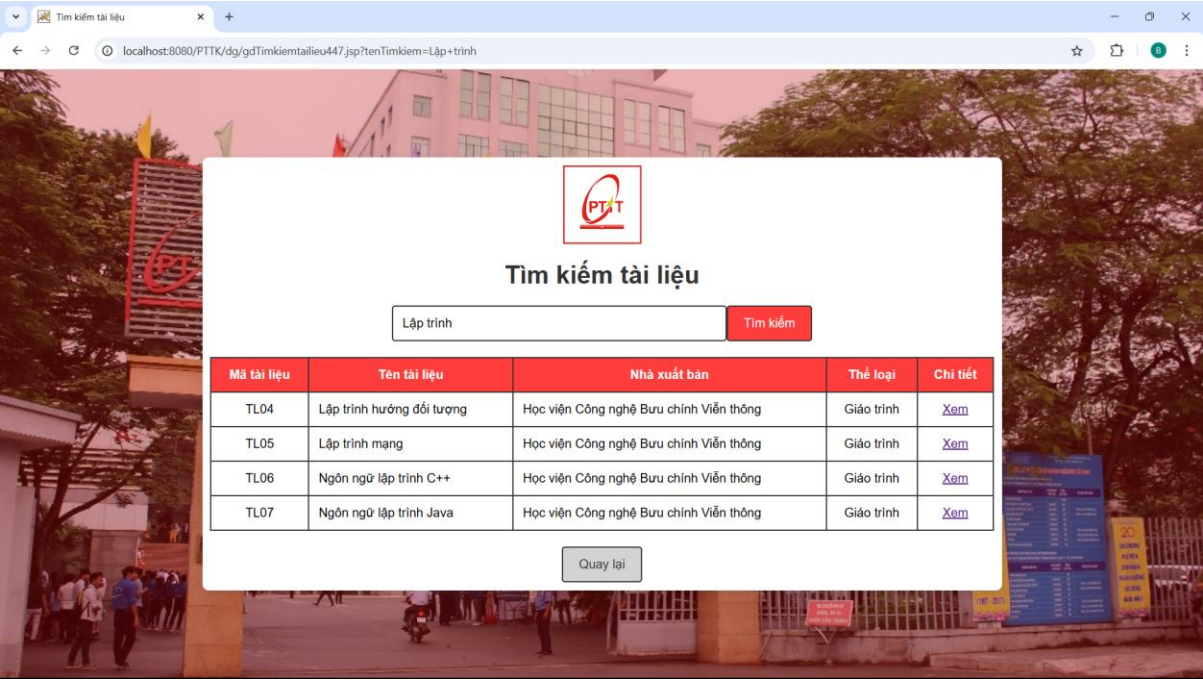 Tìm kiếm tài liệu
localhost:8080/PTTK/dg/gdTimkiemtailieu447.jsp?tenTimkiem=Lập+trình
B
PTIT
Tìm kiếm tài liệu
Lập trình Tìm kiếm
Mã tài liệu Tên tài liệu Nhà xuất bản Thể loại Chi tiết
TL04 Lập trình hướng đối tượng Học viện Công nghệ Bưu chính Viễn thông Giáo trình Xem
TL05 Lập trình mạng Học viện Công nghệ Bưu chính Viễn thông Giáo trình Xem
TL06 Ngôn ngữ lập trình C++ Học viện Công nghệ Bưu chính Viễn thông Giáo trình Xem
TL07 Ngôn ngữ lập trình Java Học viện Công nghệ Bưu chính Viễn thông Giáo trình Xem
Quay lại
20